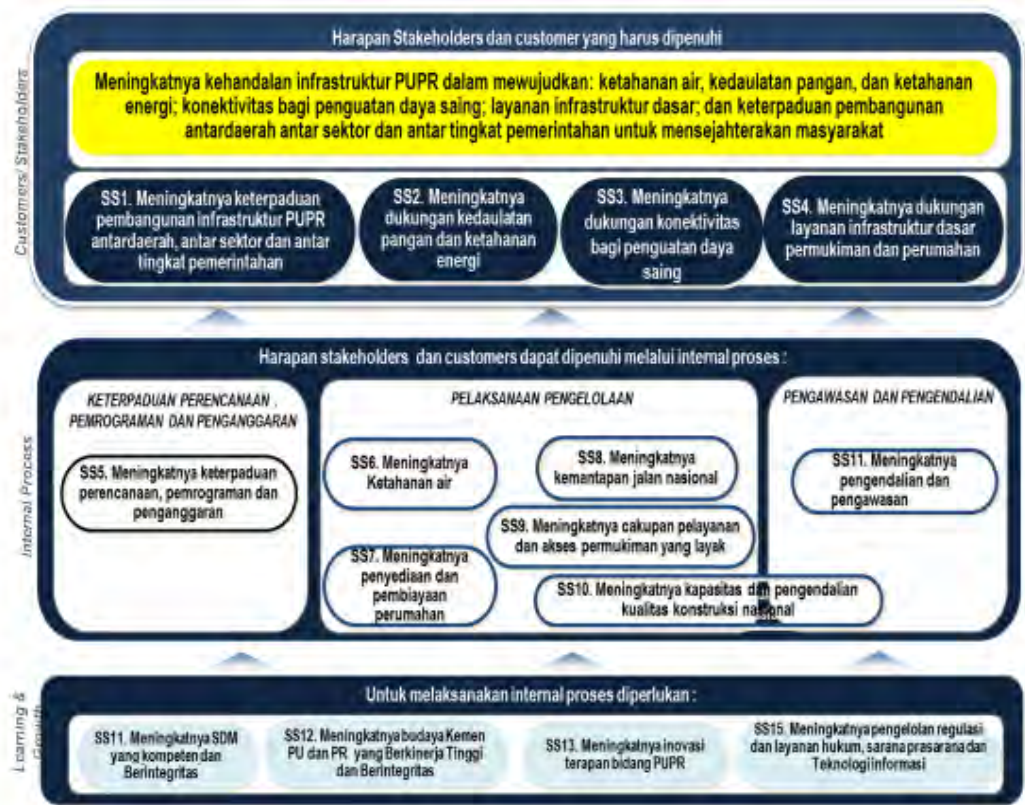 Customers/ Stakeholders
Harapan Stakeholders dan customer yang harus dipenuhi
Meningkatnya kehandalan infrastruktur PUPR dalam mewujudkan: ketahanan air, kedaulatan pangan, dan ketahanan
energi; konektivitas bagi penguatan daya saing; layanan infrastruktur dasar; dan keterpaduan pembangunan
antardaerah antar sektor dan antar tingkat pemerintahan untuk mensejahterakan masyarakat
SS1. Meningkatnya keterpaduan
pembangunan infrastruktur PUPR
antardaerah, antar sektor dan antar
tingkat pemerintahan
SS2. Meningkatnya
dukungan kedaulatan
pangan dan ketahanan
energi
SS3. Meningkatnya
dukungan konektivitas
bagi penguatan daya
saing
SS4. Meningkatnya dukungan
layanan infrastruktur dasar
permukiman dan perumahan
Internal Process
Harapan stakeholders dan customers dapat dipenuhi melalui internal proses :
KETERPADUAN PERENCANAAN ,
PEMROGRAMAN DAN PENGANGGARAN
SS5. Meningkatnya keterpaduan
perencanaan, pemrograman dan
penganggaran
PELAKSANAAN PENGELOLAAN
SS6. Meningkatnya
Ketahanan air
SS8. Meningkatnya
kemantapan jalan nasional
SS9. Meningkatnya cakupan pelayanan
dan akses permukiman yang layak
SS7. Meningkatnya
penyediaan dan
pembiayaan
perumahan
SS10. Meningkatnya kapasitas dan pengendalian
kualitas konstruksi nasional
PENGAWASAN DAN PENGENDALIAN
SS11. Meningkatnya
pengendalian dan
pengawasan
Learning &
Growth
Untuk melaksanakan internal proses diperlukan :
SS11. Meningkatnya SDM
yang kompeten dan
Berintegritas
SS12. Meningkatnya budaya Kemen
PU dan PR yang Berkinerja Tinggi
dan Berintegritas
SS13. Meningkatnya inovasi
terapan bidang PUPR
SS15. Meningkatnya pengelolan regulasi
dan layanan hukum, sarana prasarana dan
Teknologi informasi